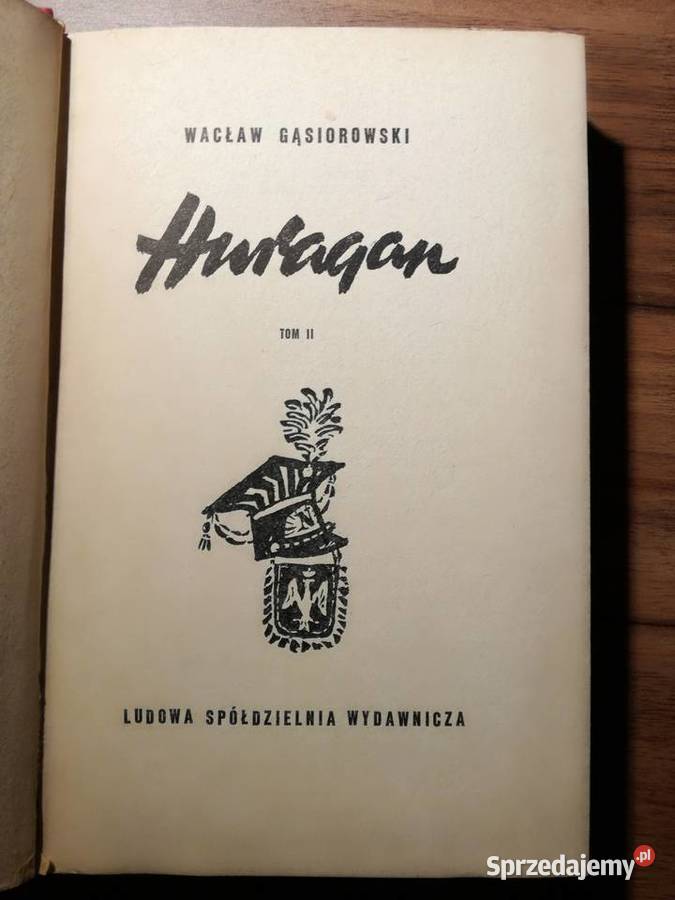 WACŁAW GĄSIOROWSKI
Huragan
TOM II
N
LUDOWA SPÓŁDZIELNIA WYDAWNICZA
Sprzedajemy.pl